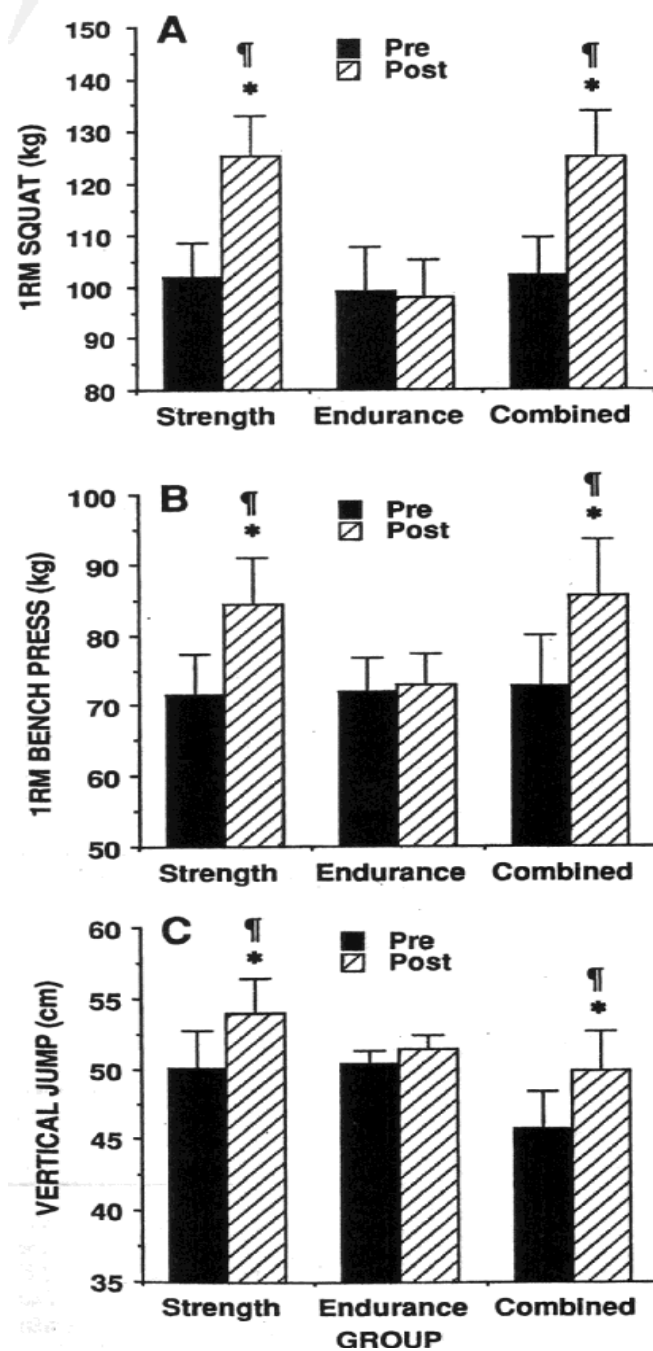 A
¶ ¶
* *
Pre
Post
1RM SQUAT (kg)
150
140
130
120
110
100
90
80
Strength Endurance Combined
B
¶ ¶
* *
Pre
Post
1RM BENCH PRESS (kg)
100
90
80
70
60
50
Strength Endurance Combined
C
¶ ¶
* *
Pre
Post
VERTICAL JUMP (cm)
60
55
50
45
40
35
Strength Endurance Combined
GROUP